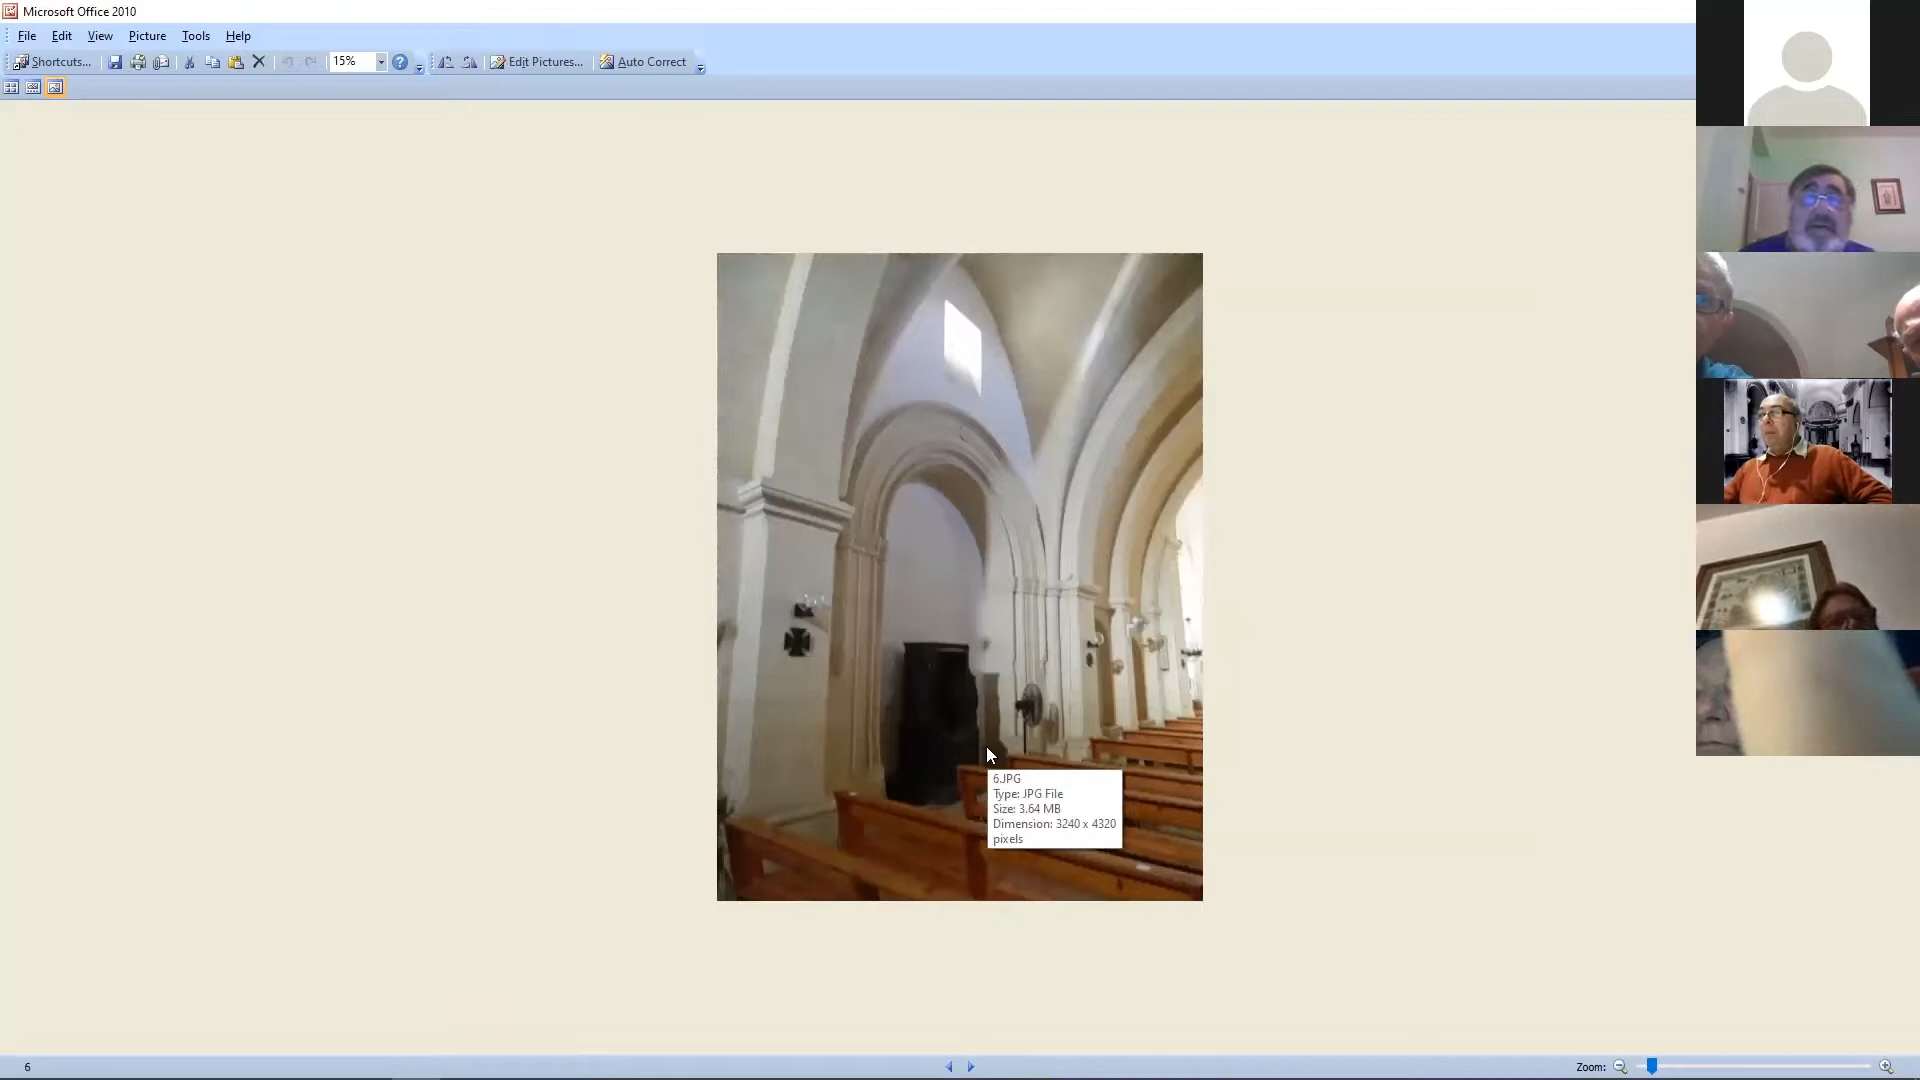 Microsoft Office 2010
File Edit View Picture Tools Help
Shortcuts... 15% Edit Pictures... Auto Correct
6.JPG
Type: JPG File
Size: 3.64 MB
Dimension: 3240 x 4320
pixels
6 Zoom: